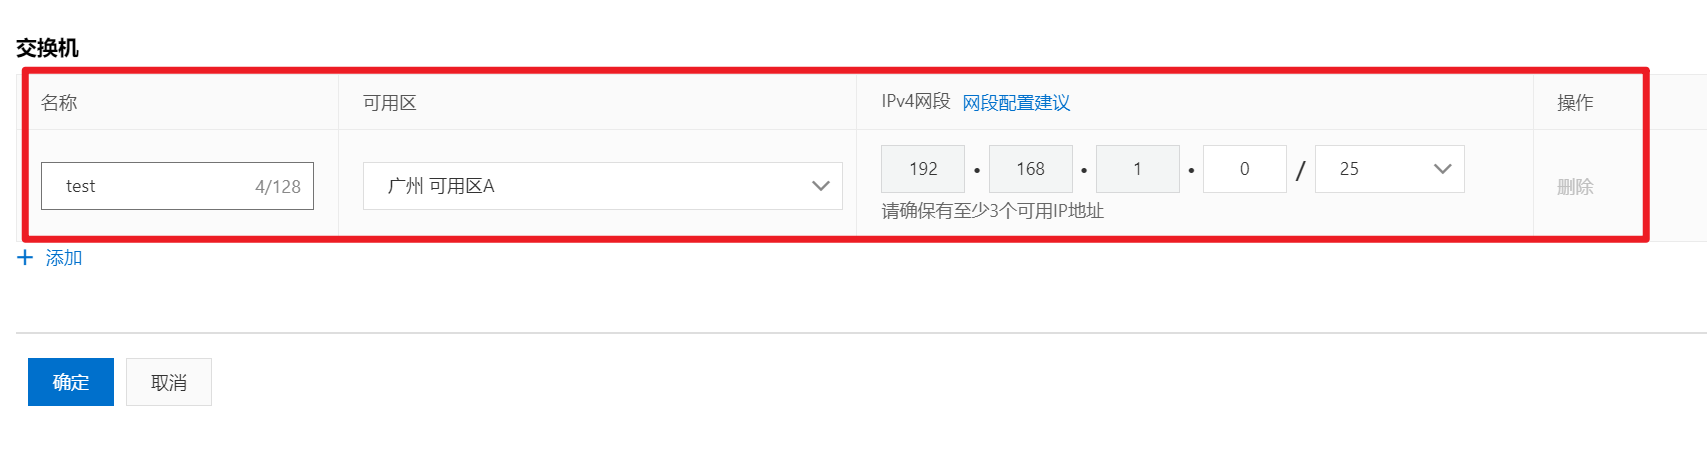 交换机
名称 可用区 IPv4网段 网段配置建议 操作
test 4/128 广州 可用区A 192 • 168 • 1 • 0 / 25 删除
请确保有至少3个可用IP地址
+ 添加
确定 取消